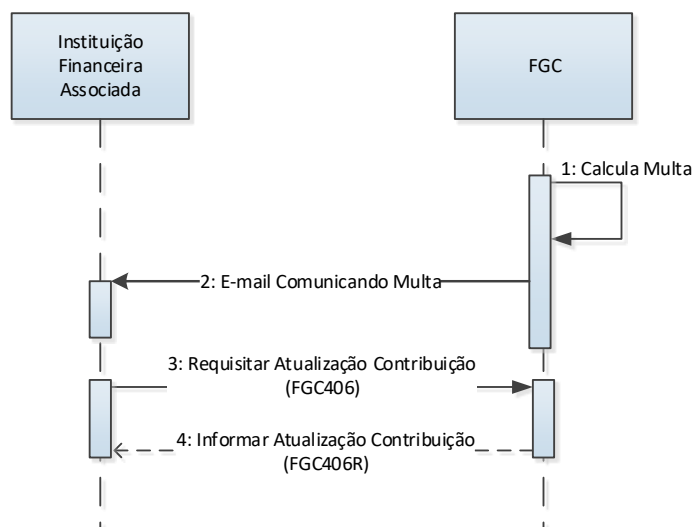 Instituição
Financeira
Associada
FGC
1: Calcula Multa
2: E-mail Comunicando Multa
3: Requisitar Atualização Contribuição
(FGC406)
4: Informar Atualização Contribuição
(FGC406R)